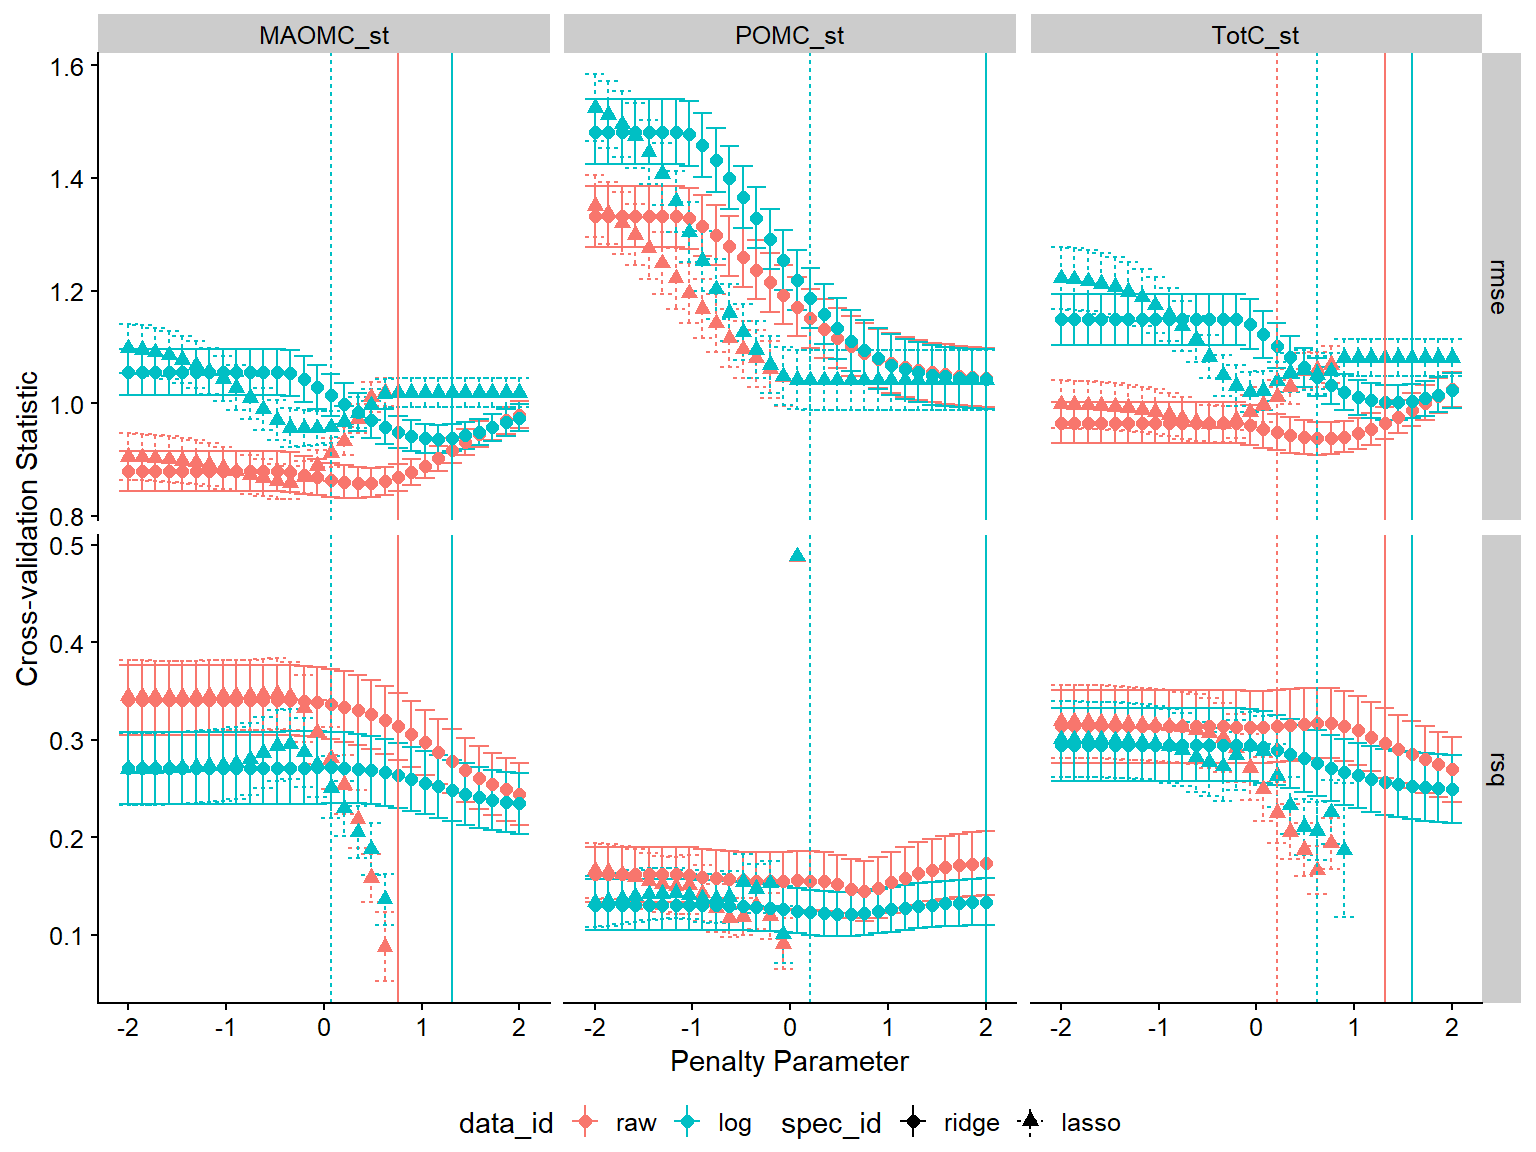 MAOMC_st POMC_st TotC_st
1.6
1.4
1.2
1.0
0.8
rmse
0.5
0.4
0.3
0.2
0.1
rsq
Cross-validation Statistic
-2 -1 0 1 2 -2 -1 0 1 2 -2 -1 0 1 2
Penalty Parameter
data_id raw log spec_id ridge lasso